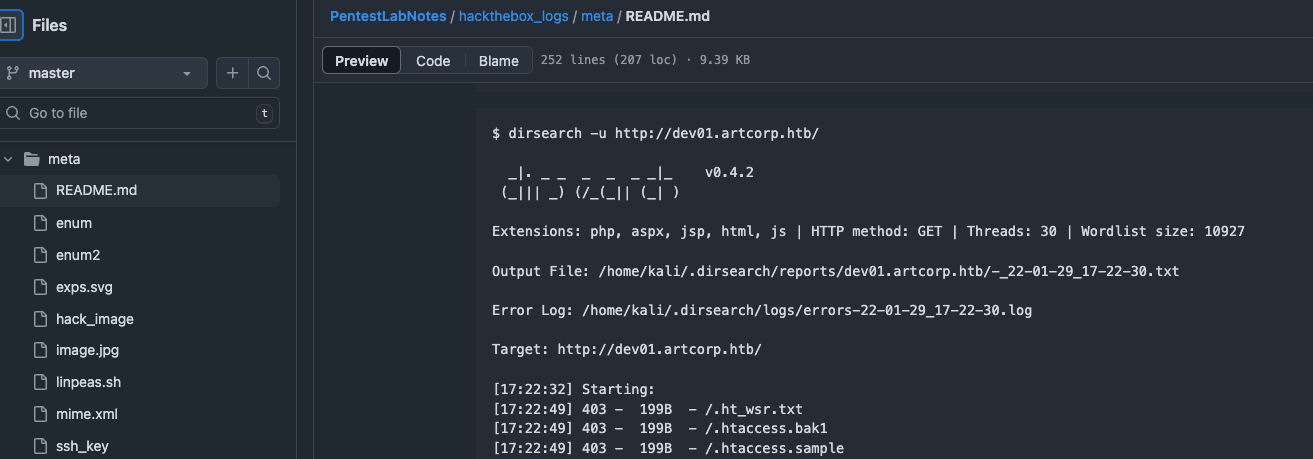 Files
master
Go to file
t
meta
README.md
enum
enum2
exps.svg
hack_image
image.jpg
linpeas.sh
mime.xml
ssh_key
PentestLabNotes / hackthebox_logs / meta / README.md
Preview Code Blame 252 lines (207 loc) · 9.39 KB
$ dirsearch -u http://dev01.artcorp.htb/
  _|. _ _  _  _  _ _|_    v0.4.2
 (_||| _) (/_(_|| (_| )
Extensions: php, aspx, jsp, html, js | HTTP method: GET | Threads: 30 | Wordlist size: 10927
Output File: /home/kali/.dirsearch/reports/dev01.artcorp.htb/-_22-01-29_17-22-30.txt
Error Log: /home/kali/.dirsearch/logs/errors-22-01-29_17-22-30.log
Target: http://dev01.artcorp.htb/
[17:22:32] Starting:
[17:22:49] 403 -  199B  - /.ht_wsr.txt
[17:22:49] 403 -  199B  - /.htaccess.bak1
[17:22:49] 403 -  199B  - /.htaccess.sample